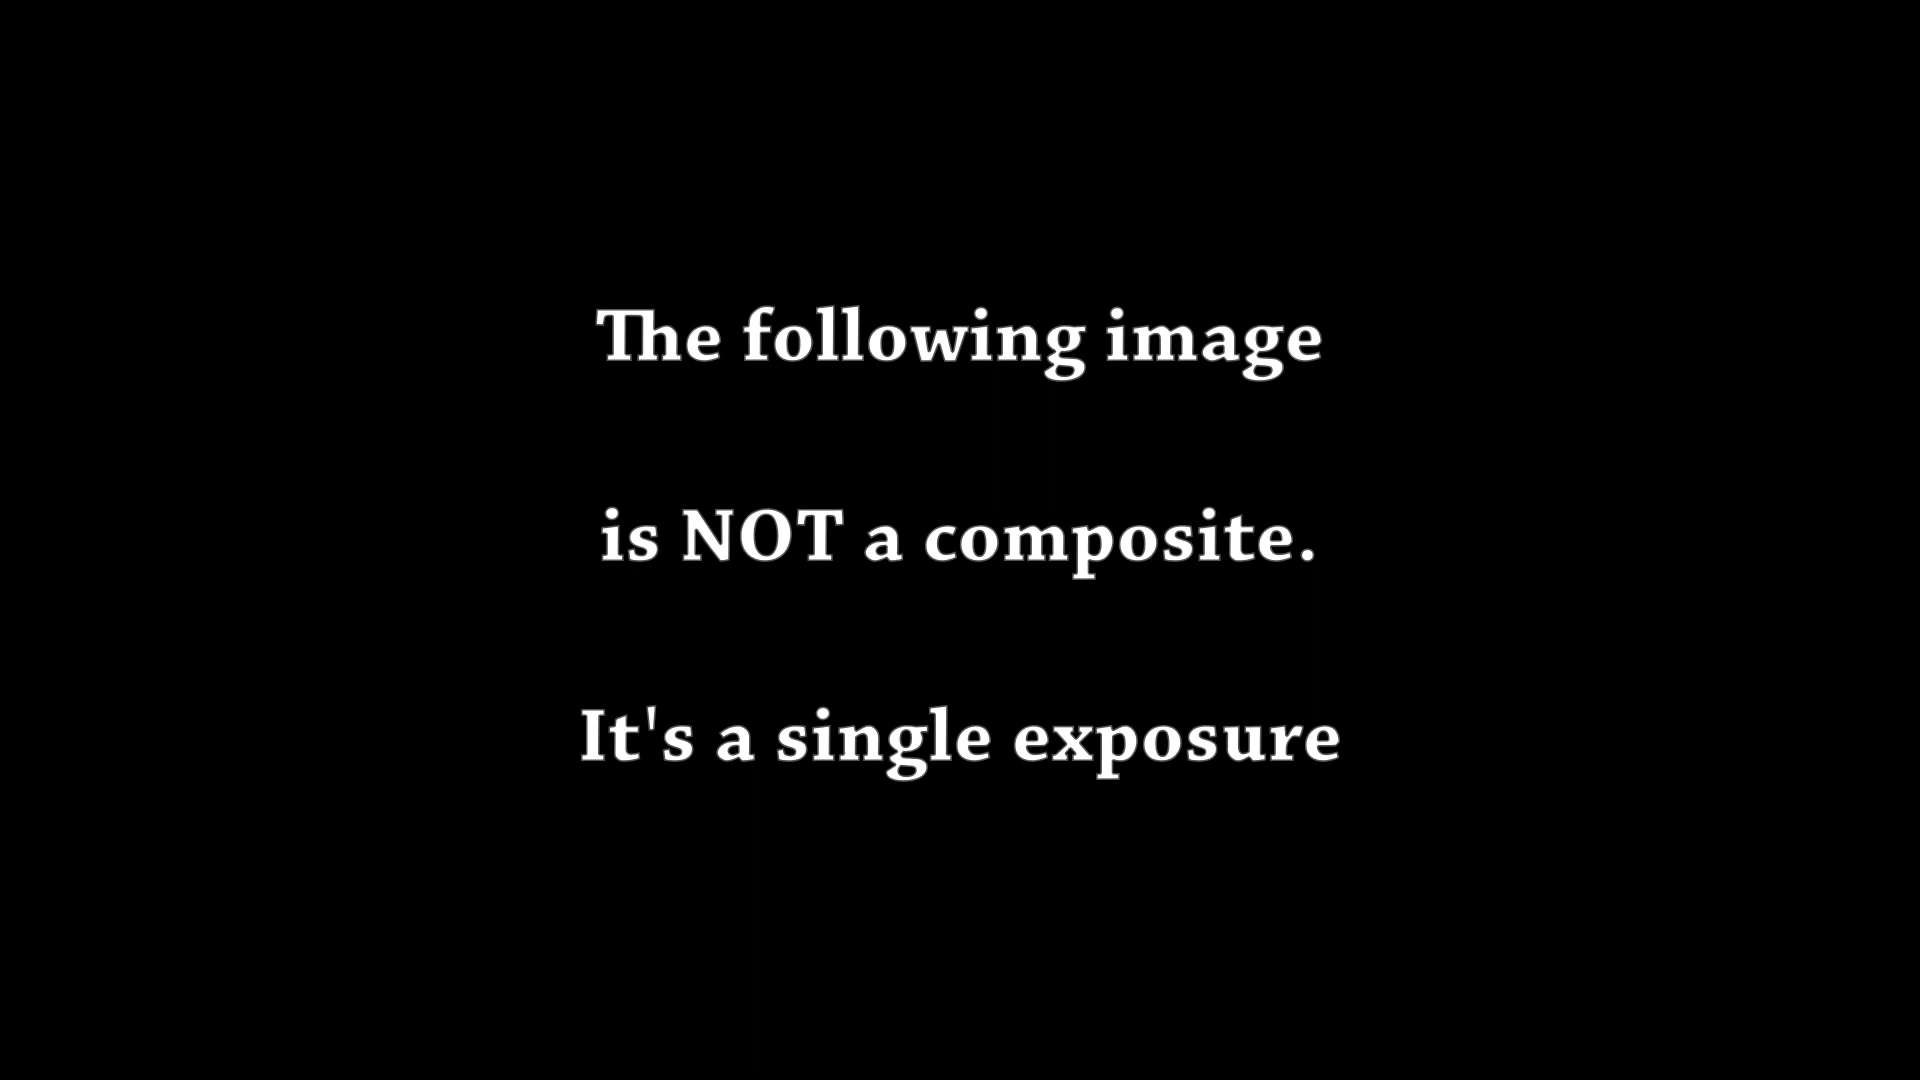 The following image
is NOT a composite.
It's a single exposure